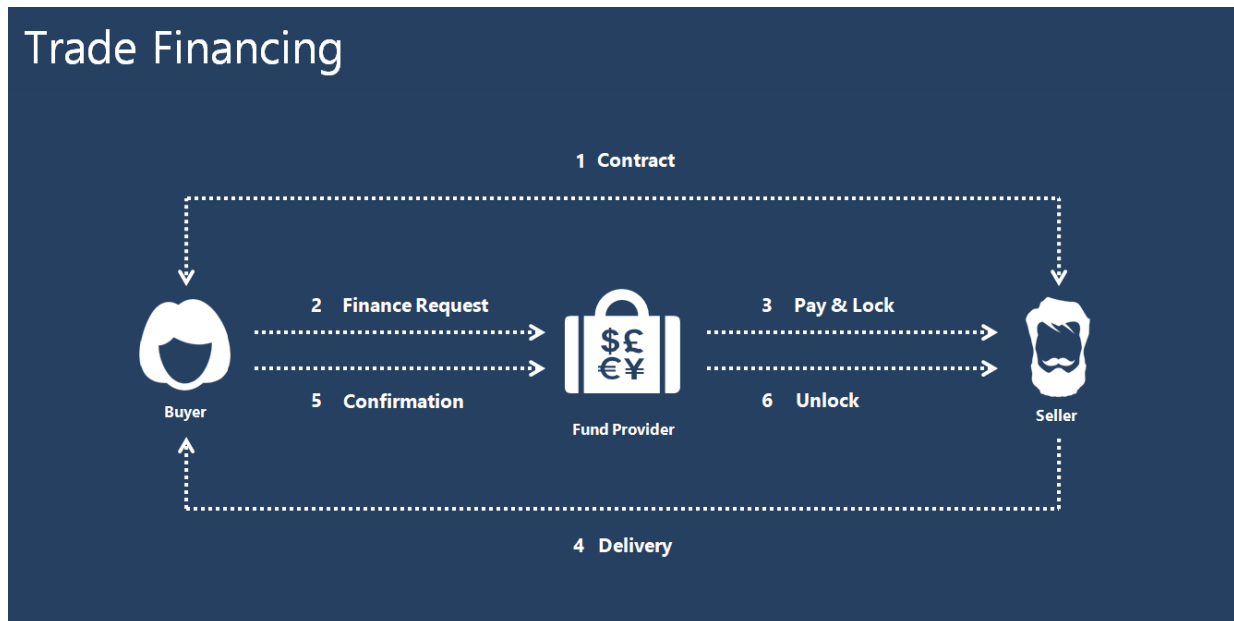 Trade Financing
1 Contract
2 Finance Request
3 Pay & Lock
$£
€¥
5 Confirmation
6 Unlock
Buyer
Fund Provider
Seller
4 Delivery